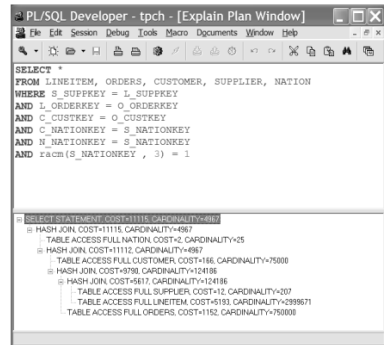 PL/SQL Developer - tpch - [Explain Plan Window]
File Edit Session Debug Tools Macro Documents Window Help
SELECT *
FROM LINEITEM, ORDERS, CUSTOMER, SUPPLIER, NATION
WHERE S_SUPPKEY = L_SUPPKEY
AND L_ORDERKEY = O_ORDERKEY
AND C_CUSTKEY = O_CUSTKEY
AND C_NATIONKEY = S_NATIONKEY
AND N_NATIONKEY = S_NATIONKEY
AND racm(S_NATIONKEY , 3) = 1
SELECT STATEMENT, COST=11115, CARDINALITY=4967
HASH JOIN, COST=11115, CARDINALITY=4967
TABLE ACCESS FULL NATION, COST=2, CARDINALITY=25
HASH JOIN, COST=11112, CARDINALITY=4967
TABLE ACCESS FULL CUSTOMER, COST=166, CARDINALITY=75000
HASH JOIN, COST=9790, CARDINALITY=124186
HASH JOIN, COST=5617, CARDINALITY=124186
TABLE ACCESS FULL SUPPLIER, COST=12, CARDINALITY=207
TABLE ACCESS FULL LINEITEM, COST=5193, CARDINALITY=2999671
TABLE ACCESS FULL ORDERS, COST=1152, CARDINALITY=750000